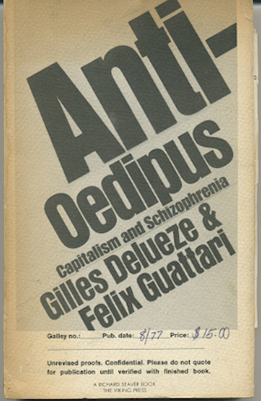 Anti-
Oedipus
Capitalism and Schizophrenia
Gilles Delueze &
Felix Guattari
Galley no.: Pub. date: 8/77 Price: $15.00
Unrevised proofs. Confidential. Please do not quote
for publication until verified with finished book.
A RICHARD SEAVER BOOK
THE VIKING PRESS